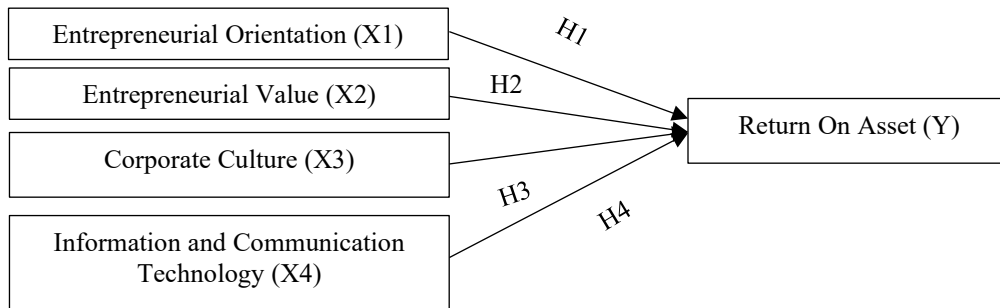 Entrepreneurial Orientation (X1)
H1
Entrepreneurial Value (X2)
H2
Return On Asset (Y)
Corporate Culture (X3)
H3
H4
Information and Communication
Technology (X4)